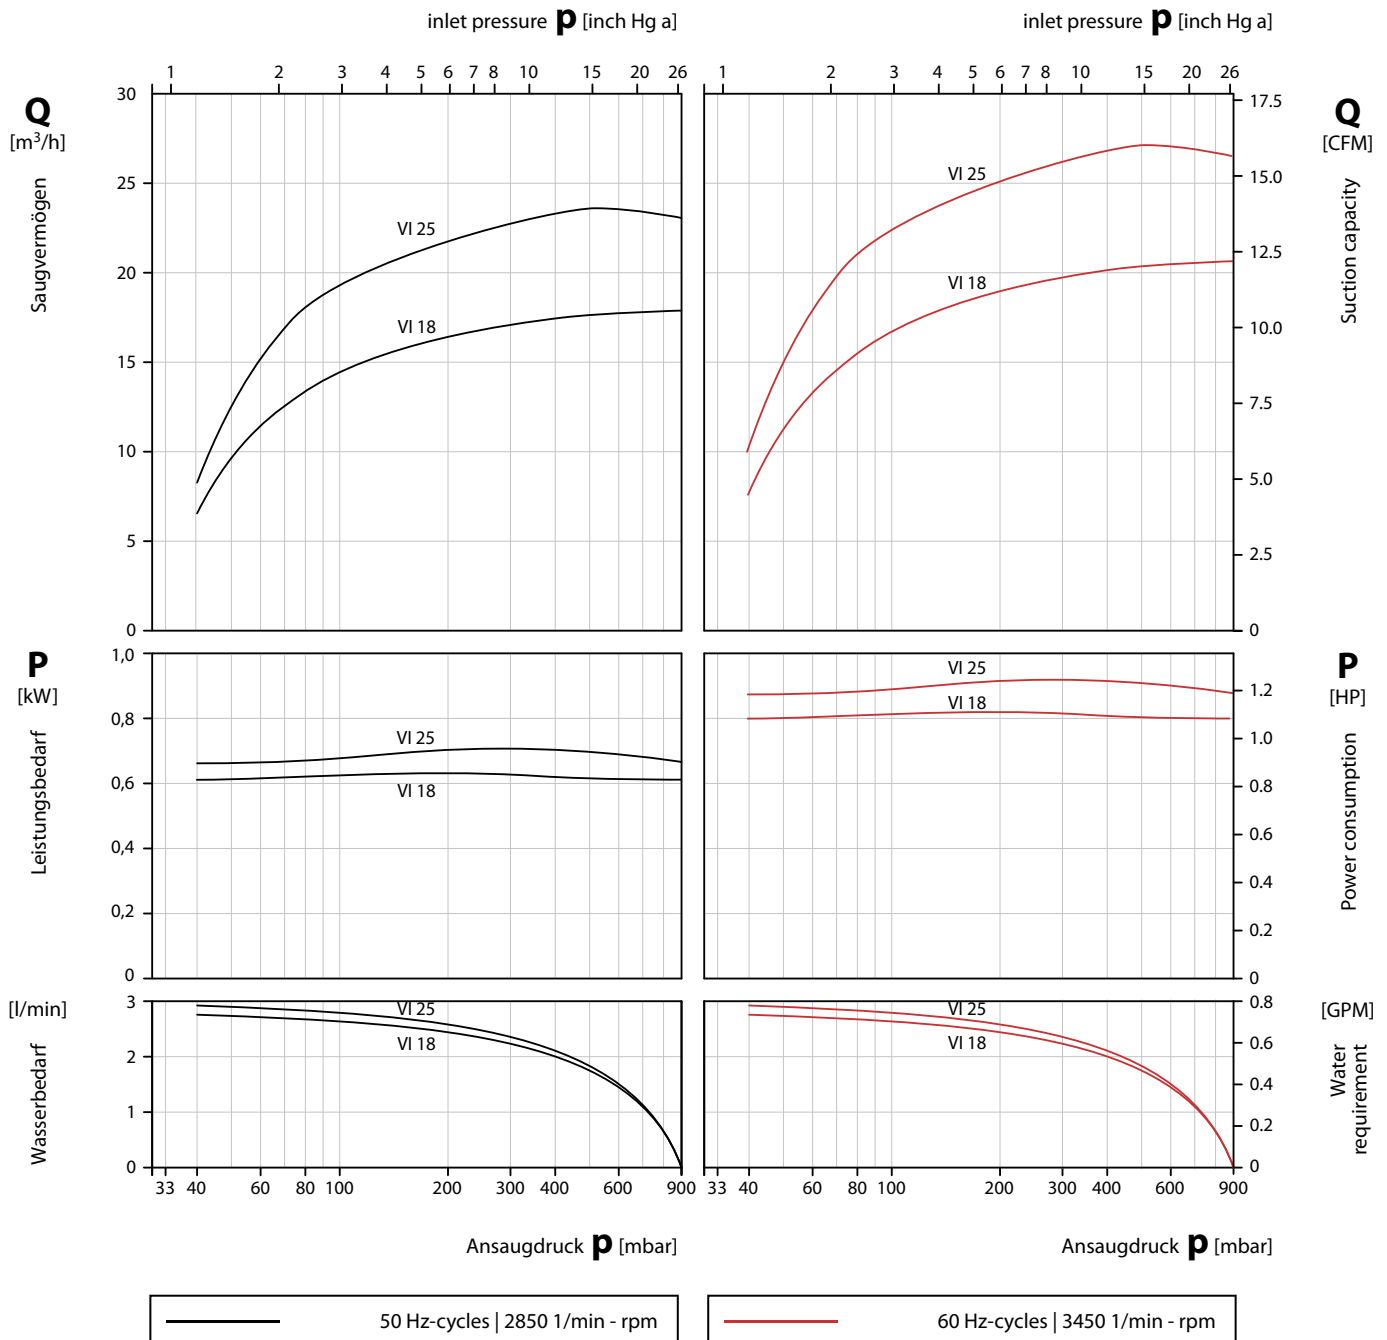 inlet pressure p [inch Hg a]
inlet pressure p [inch Hg a]
1 2 3 4 5 6 7 8 10 15 20 26
1 2 3 4 5 6 7 8 10 15 20 26
Q
[m³/h]
Saugvermögen
30
25
20
15
10
5
0
VI 25
VI 18
VI 25
VI 18
17.5
15.0
12.5
10.0
7.5
5.0
2.5
0
Q
[CFM]
Suction capacity
P
[kW]
Leistungsbedarf
1,0
0,8
0,6
0,4
0,2
0
VI 25
VI 18
VI 25
VI 18
1.2
1.0
0.8
0.6
0.4
0.2
0
P
[HP]
Power consumption
[l/min]
Wasserbedarf
3
2
1
0
VI 25
VI 18
VI 25
VI 18
0.8
0.6
0.4
0.2
0
[GPM]
Water
requirement
33 40 60 80 100 200 300 400 600 900
33 40 60 80 100 200 300 400 600 900
Ansaugdruck p [mbar]
Ansaugdruck p [mbar]
50 Hz-cycles | 2850 1/min - rpm
60 Hz-cycles | 3450 1/min - rpm